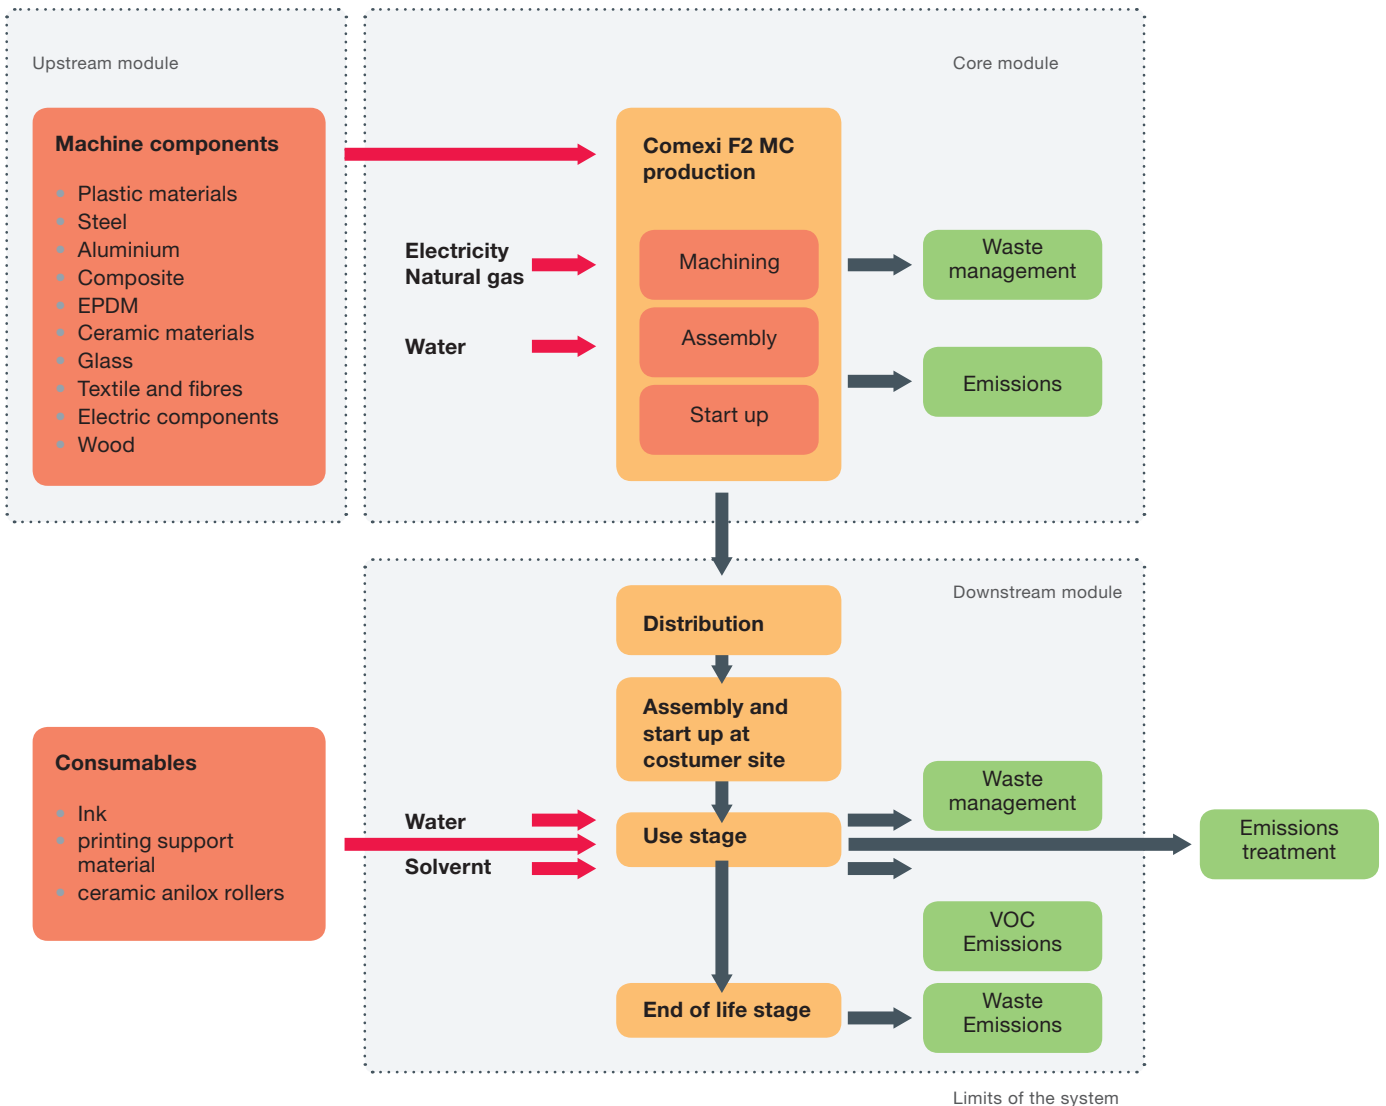 Upstream module
Machine components
Plastic materials
Steel
Aluminium
Composite
EPDM
Ceramic materials
Glass
Textile and fibres
Electric components
Wood
Core module
Comexi F2 MC
production
Electricity
Natural gas
Water
Machining
Assembly
Start up
Waste
management
Emissions
Downstream module
Distribution
Assembly and
start up at
costumer site
Consumables
Ink
printing support
material
ceramic anilox rollers
Water
Solvernt
Use stage
Waste
management
Emissions
treatment
VOC
Emissions
End of life stage
Waste
Emissions
Limits of the system